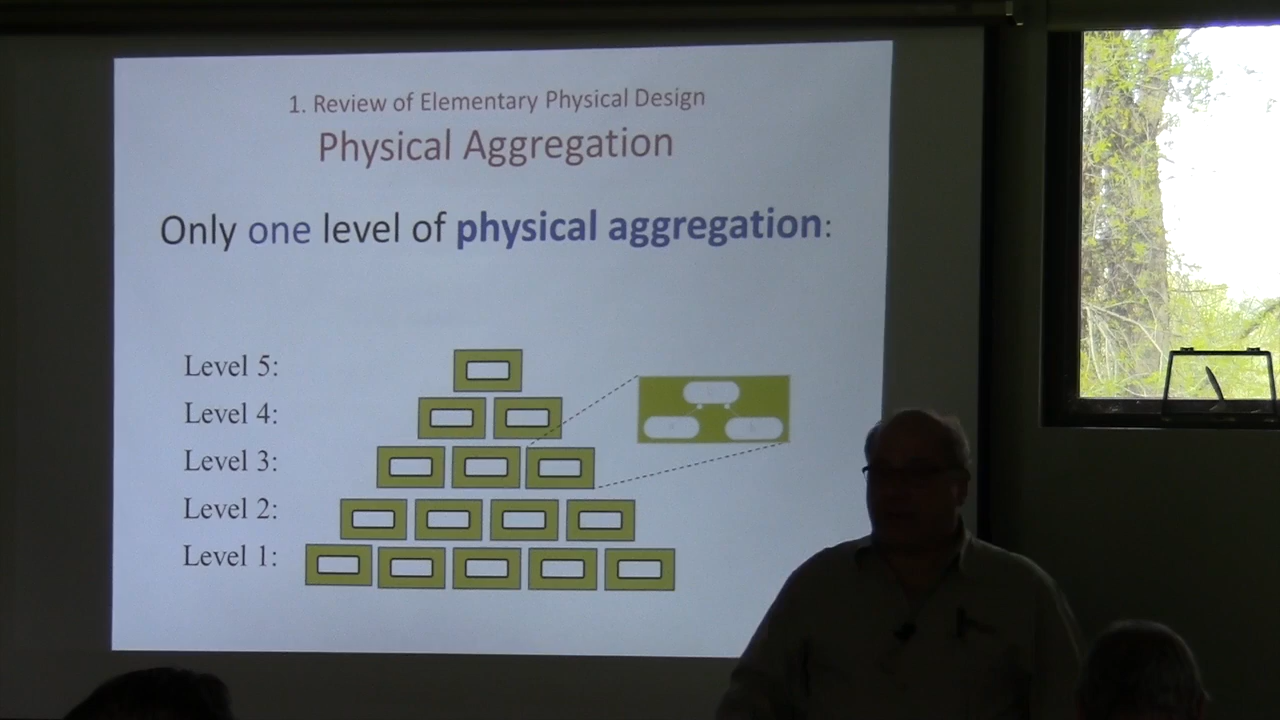 1. Review of Elementary Physical Design
Physical Aggregation
Only one level of physical aggregation:
Level 5:
Level 4:
Level 3:
Level 2:
Level 1: